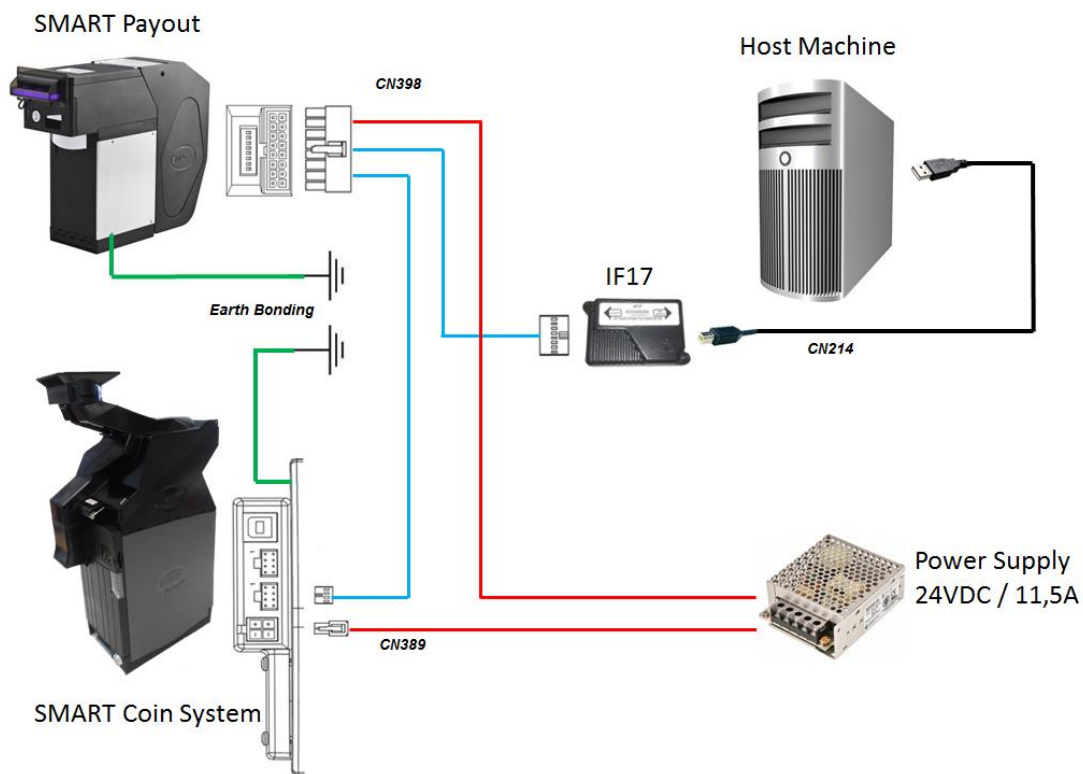 SMART Payout
CN398
Host Machine
IF17
Earth Bonding
CN214
Power Supply
24VDC / 11,5A
CN389
SMART Coin System